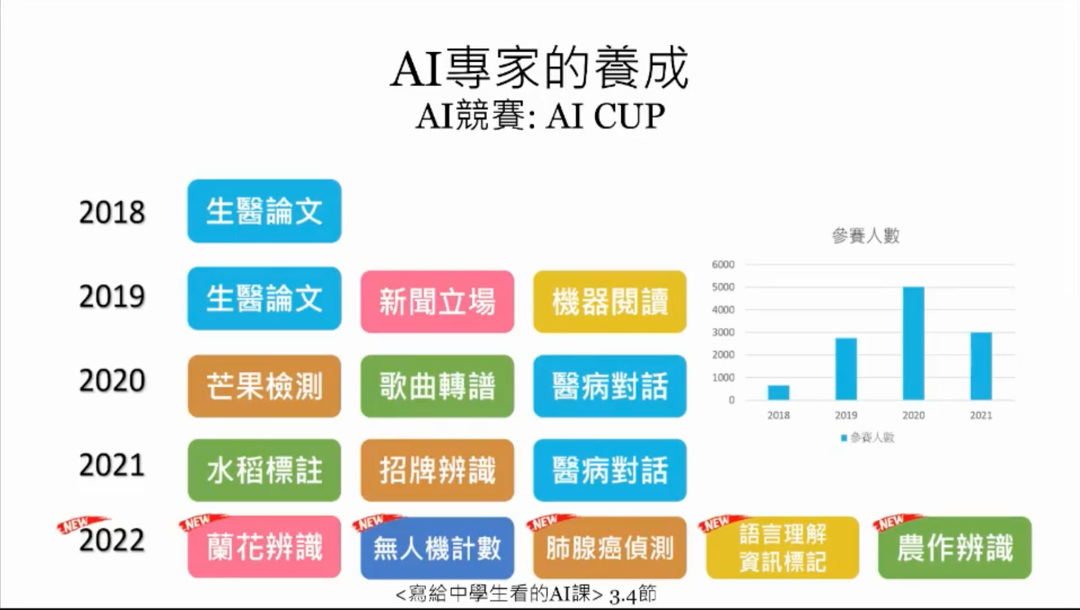 AI專家的養成
AI競賽: AI CUP
2018
生醫論文
2019
生醫論文
新聞立場
機器閱讀
2020
芒果檢測
歌曲轉譜
醫病對話
2021
水稻標註
招牌辨識
醫病對話
NEW
2022
NEW
蘭花辨識
NEW
無人機計數
NEW
肺腺癌偵測
NEW
語言理解
資訊標記
NEW
農作辨識
參賽人數
6000
5000
4000
3000
2000
1000
0
2018
2019
2020
2021
參賽人數
<寫給中學生看的AI課> 3.4節